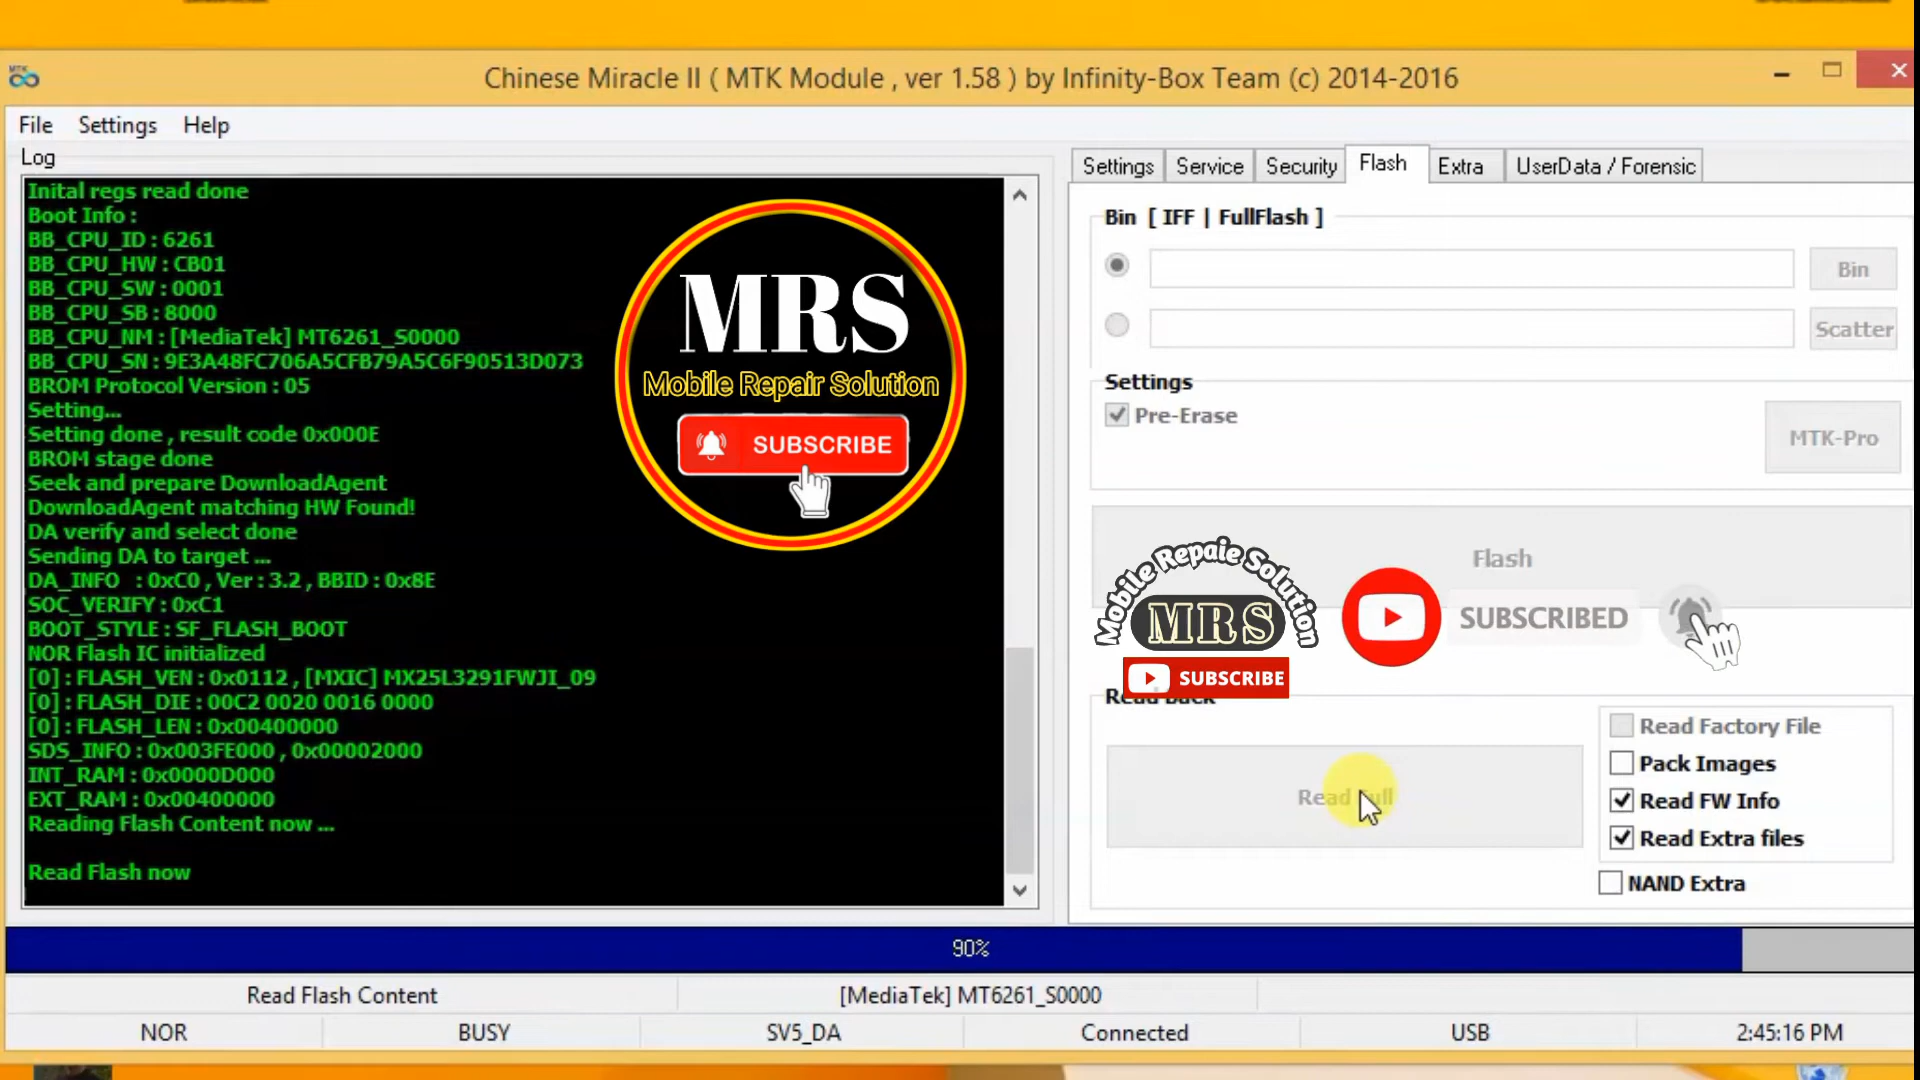 Chinese Miracle II ( MTK Module , ver 1.58 ) by Infinity-Box Team (c) 2014-2016
File Settings Help
Log
Inital regs read done
Boot Info :
BB_CPU_ID : 6261
BB_CPU_HW : CB01
BB_CPU_SW : 0001
BB_CPU_SB : 8000
BB_CPU_NM : [MediaTek] MT6261_S0000
BB_CPU_SN : 9E3A48FC706A5CFB79A5C6F90513D073
BROM Protocol Version : 05
Setting...
Setting done , result code 0x000E
BROM stage done
Seek and prepare DownloadAgent
DownloadAgent matching HW Found!
DA verify and select done
Sending DA to target ...
DA_INFO : 0xC0 , Ver : 3.2 , BBID : 0x8E
SOC_VERIFY : 0xC1
BOOT_STYLE : SF_FLASH_BOOT
NOR Flash IC initialized
[0] : FLASH_VEN : 0x0112 , [MXIC] MX25L3291FWJI_09
[0] : FLASH_DIE : 00C2 0020 0016 0000
[0] : FLASH_LEN : 0x00400000
SDS_INFO : 0x003FE000 , 0x00002000
INT_RAM : 0x0000D000
EXT_RAM : 0x00400000
Reading Flash Content now ...
Read Flash now
MRS
Mobile Repair Solution
SUBSCRIBE
Settings Service Security Flash Extra UserData / Forensic
Bin [ IFF | FullFlash ]
Bin
Scatter
Settings
Pre-Erase
MTK-Pro
Flash
Mobile Repaie Solution
MRS
SUBSCRIBE
SUBSCRIBED
Read Back
Read Full
Read Factory File
Pack Images
Read FW Info
Read Extra files
NAND Extra
90%
Read Flash Content [MediaTek] MT6261_S0000
NOR BUSY SV5_DA Connected USB 2:45:16 PM